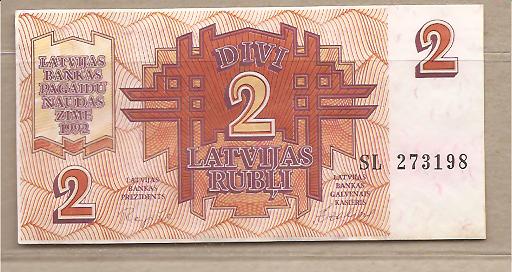 LATVIJAS
BANKAS
PAGAIDU
NAUDAS
ZĪME
1992
DIVI
2
2
LATVIJAS
RUBĻI
SL 273198
2
LATVIJAS
BANKAS
PREZIDENTS
LATVIJAS
BANKAS
GALVENAIS
KASIERIS